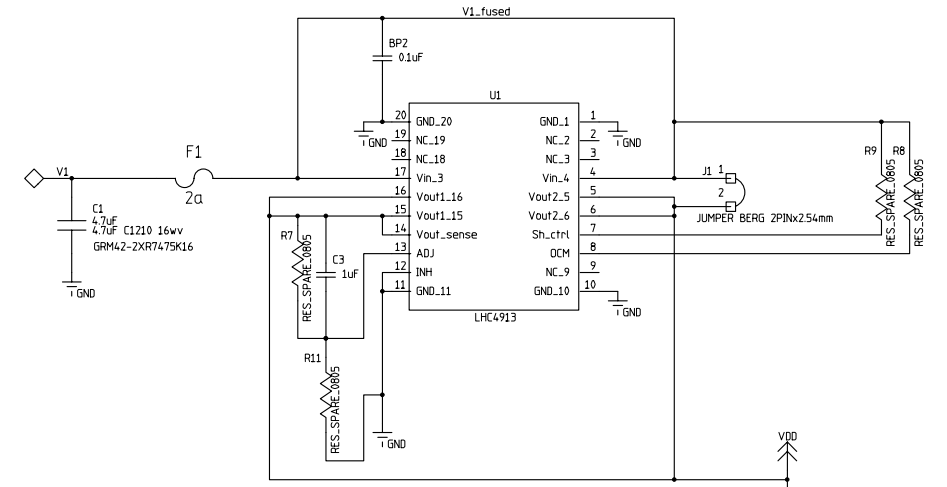 V1_fused
BP2
0.1uF
U1
20 GND_20 GND_1 1
GND GND
19 NC_19 NC_2 2
18 NC_18 NC_3 3
F1
2a
V1
17 Vin_3 Vin_4 4
16 Vout1_16 Vout2_5 5
15 Vout1_15 Vout2_6 6
14 Vout_sense Sh_ctrl 7
13 ADJ OCM 8
12 INH NC_9 9
11 GND_11 GND_10 10
GND
LHC4913
J1 1
2
JUMPER BERG 2PINx2.54mm
R9 R8
RES_SPARE_0805
RES_SPARE_0805
C1
4.7uF
4.7uF C1210 16wv
GRM42-2XR7475K16
GND
R7
RES_SPARE_0805
C3
1uF
R11
RES_SPARE_0805
GND
VDD